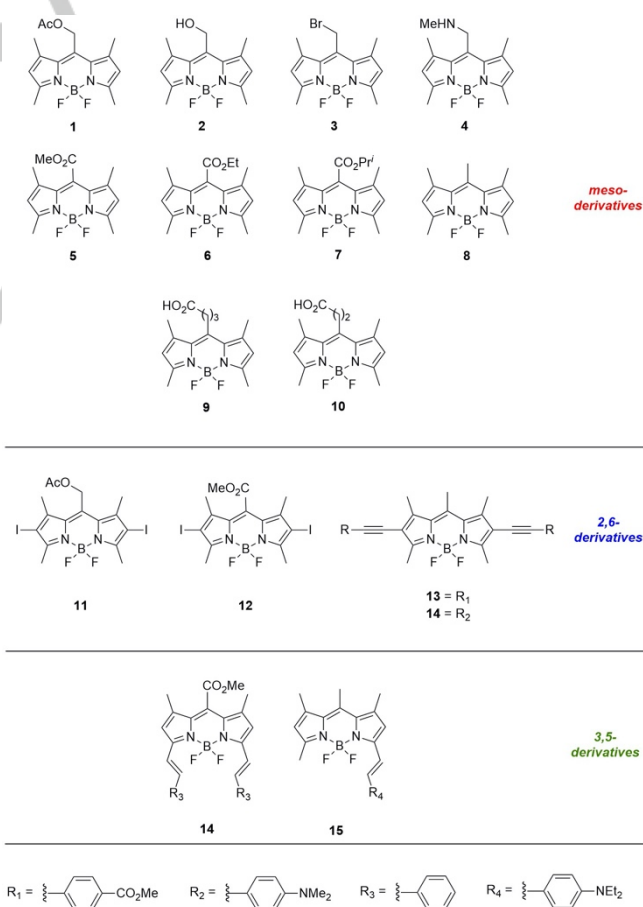 AcO HO Br MeHN
N N N N N N N N
B B B B
F F F F F F F F
1 2 3 4
MeO₂C CO₂Et CO₂Prⁱ
N N N N N N N N
B B B B
F F F F F F F F
5 6 7 8
meso-
derivatives
HO₂C ( )₃ HO₂C ( )₂
N N N N
B B
F F F F
9 10
AcO MeO₂C
I N N I I N N I R N N R
B B B
F F F F F F
11 12 13 = R₁
14 = R₂
2,6-
derivatives
CO₂Me
N N N N
B B
F F F F
R₃ R₃ R₄
14 15
3,5-
derivatives
R₁ = CO₂Me R₂ = NMe₂ R₃ = R₄ = NEt₂